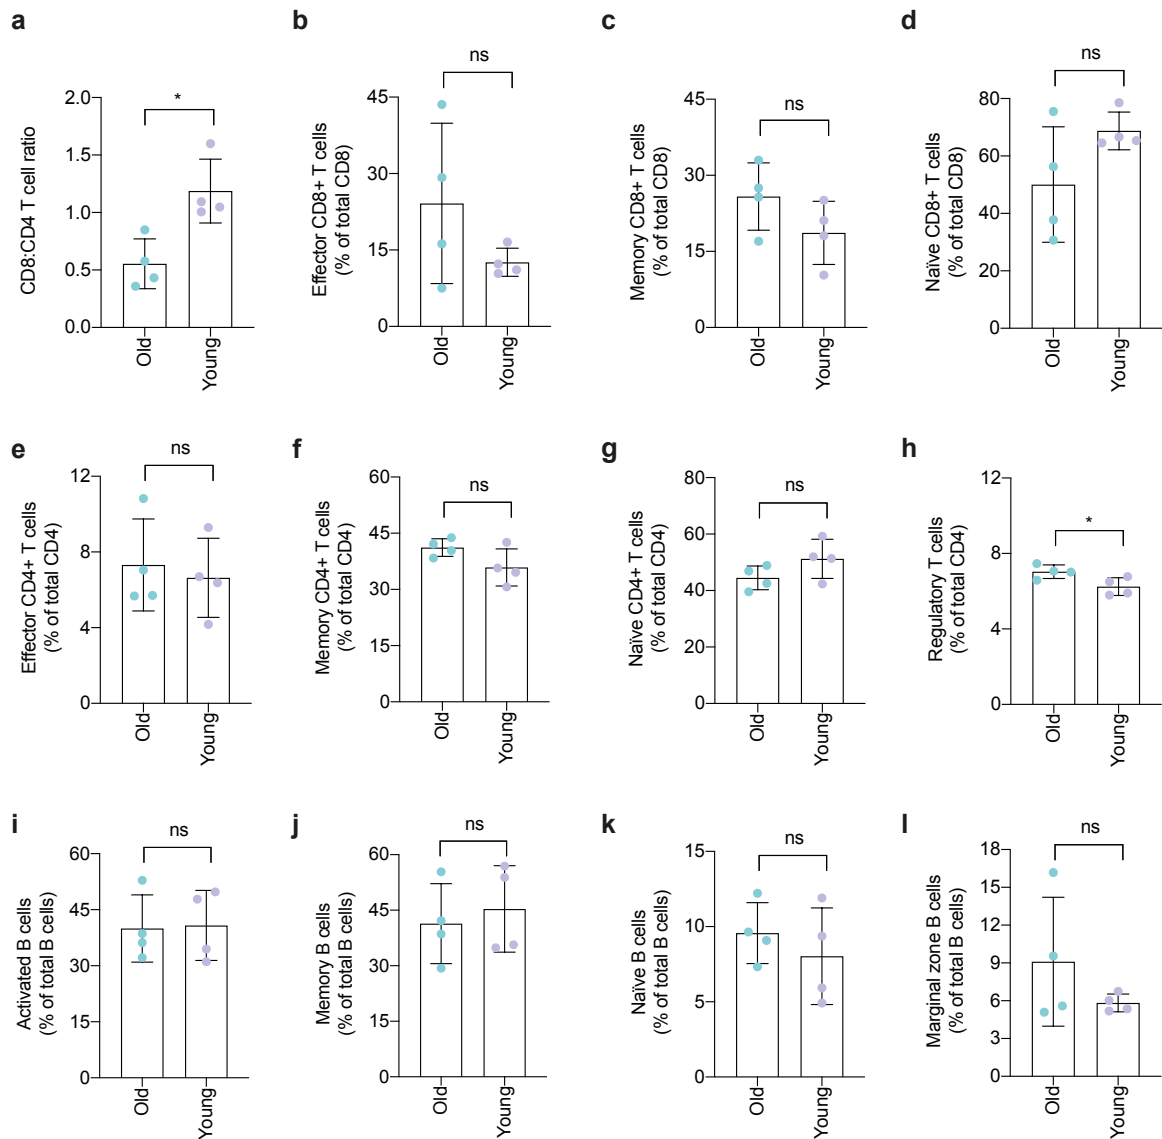 a
b
c
d
CD8:CD4 T cell ratio
2.0
1.5
1.0
0.5
0.0
*
Old
Young
Effector CD8+ T cells
(% of total CD8)
45
30
15
0
ns
Old
Young
Memory CD8+ T cells
(% of total CD8)
45
30
15
0
ns
Old
Young
Naïve CD8+ T cells
(% of total CD8)
80
60
40
20
0
ns
Old
Young
e
f
g
h
Effector CD4+ T cells
(% of total CD4)
12
8
4
0
ns
Old
Young
Memory CD4+ T cells
(% of total CD4)
60
45
30
15
0
ns
Old
Young
Naïve CD4+ T cells
(% of total CD4)
80
60
40
20
0
ns
Old
Young
Regulatory T cells
(% of total CD4)
12
8
4
0
*
Old
Young
i
j
k
l
Activated B cells
(% of total B cells)
60
45
30
15
0
ns
Old
Young
Memory B cells
(% of total B cells)
60
45
30
15
0
ns
Old
Young
Naïve B cells
(% of total B cells)
15
10
5
0
ns
Old
Young
Marginal zone B cells
(% of total B cells)
18
15
12
9
6
3
0
ns
Old
Young